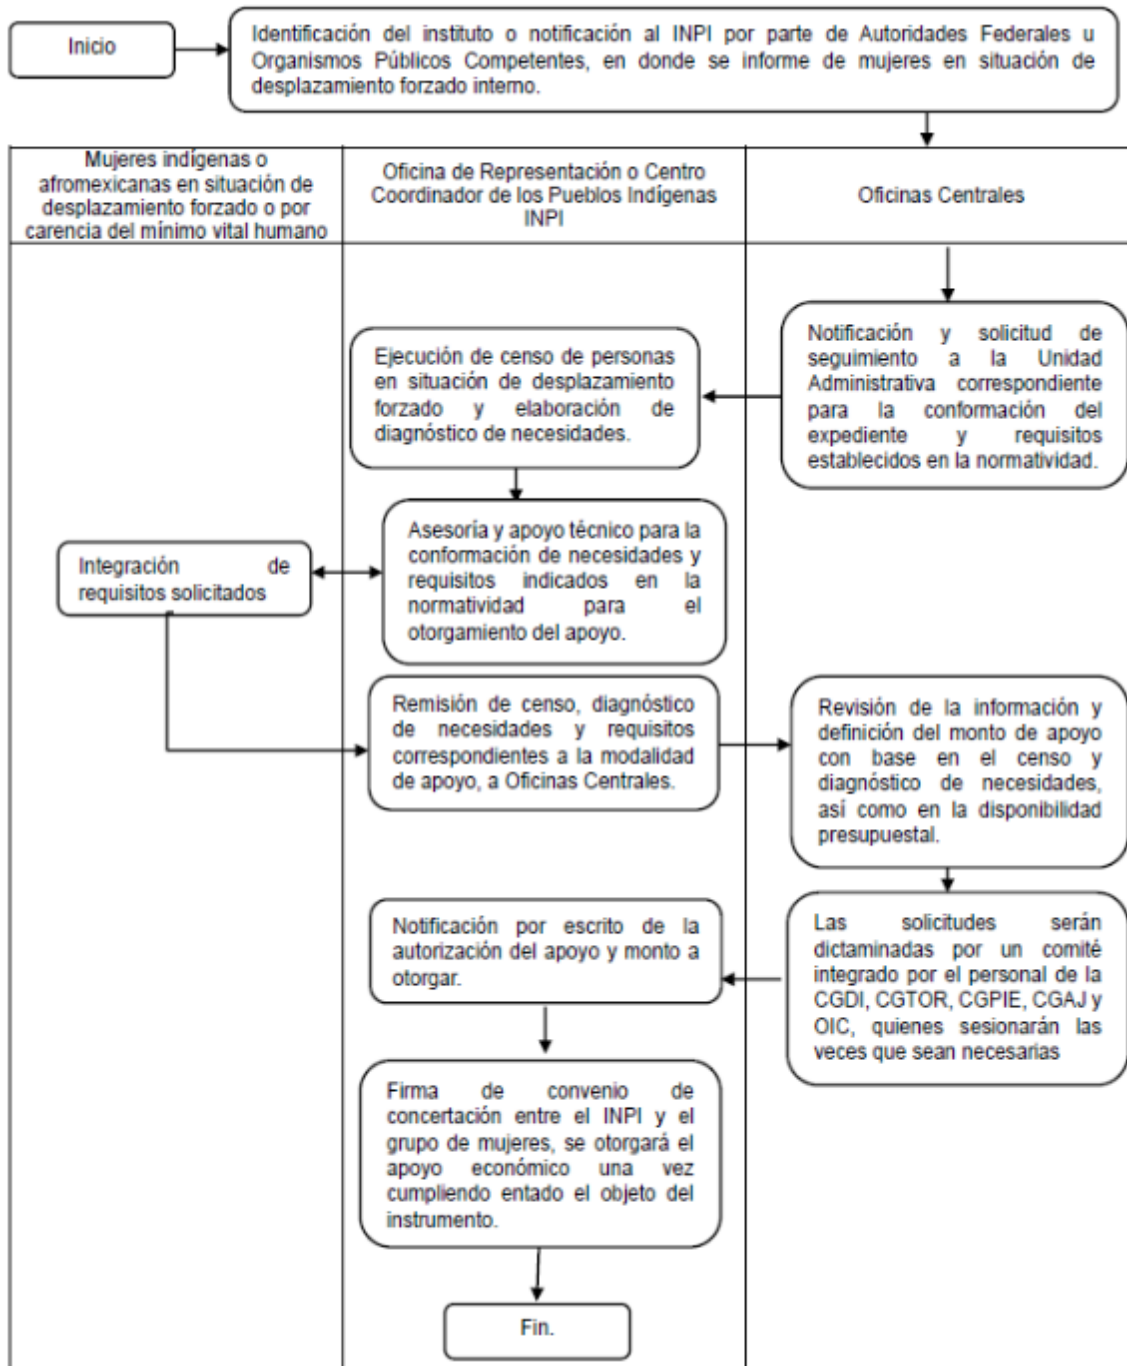 Inicio
Identificación del instituto o notificación al INPI por parte de Autoridades Federales u
Organismos Públicos Competentes, en donde se informe de mujeres en situación de
desplazamiento forzado interno.
Mujeres indígenas o
afromexicanas en situación de
desplazamiento forzado o por
carencia del mínimo vital humano
Oficina de Representación o Centro
Coordinador de los Pueblos Indígenas
INPI
Oficinas Centrales
Notificación y solicitud de
seguimiento a la Unidad
Administrativa correspondiente
para la conformación del
expediente y requisitos
establecidos en la normatividad.
Ejecución de censo de personas
en situación de desplazamiento
forzado y elaboración de
diagnóstico de necesidades.
Asesoría y apoyo técnico para la
conformación de necesidades y
requisitos indicados en la
normatividad para el
otorgamiento del apoyo.
Integración de
requisitos solicitados
Remisión de censo, diagnóstico
de necesidades y requisitos
correspondientes a la modalidad
de apoyo, a Oficinas Centrales.
Revisión de la información y
definición del monto de apoyo
con base en el censo y
diagnóstico de necesidades,
así como en la disponibilidad
presupuestal.
Las solicitudes serán
dictaminadas por un comité
integrado por el personal de la
CGDI, CGTOR, CGPIE, CGAJ y
OIC, quienes sesionarán las
veces que sean necesarias
Notificación por escrito de la
autorización del apoyo y monto a
otorgar.
Firma de convenio de
concertación entre el INPI y el
grupo de mujeres, se otorgará el
apoyo económico una vez
cumpliendo entado el objeto del
instrumento.
Fin.